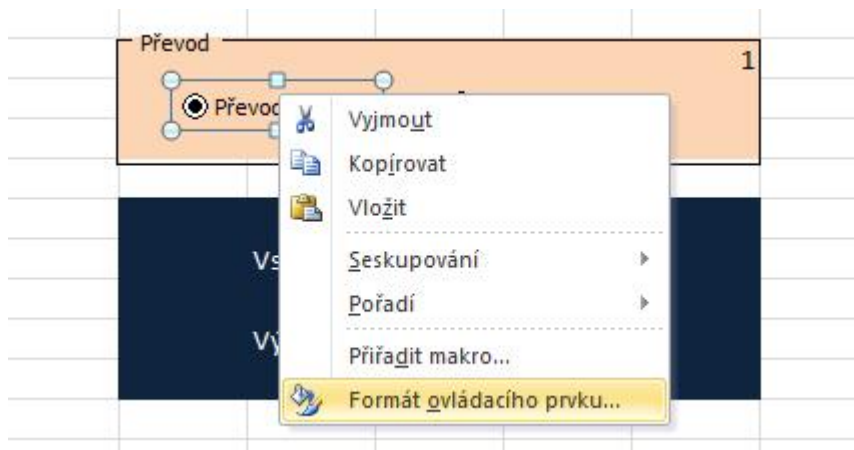 Převod
1
Převod
Vyjmout
Kopírovat
Vložit
Seskupování
Pořadí
Přiřadit makro...
Formát ovládacího prvku...